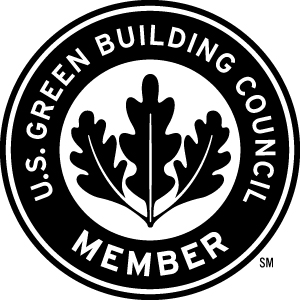 U.S. GREEN BUILDING COUNCIL
MEMBER
SM